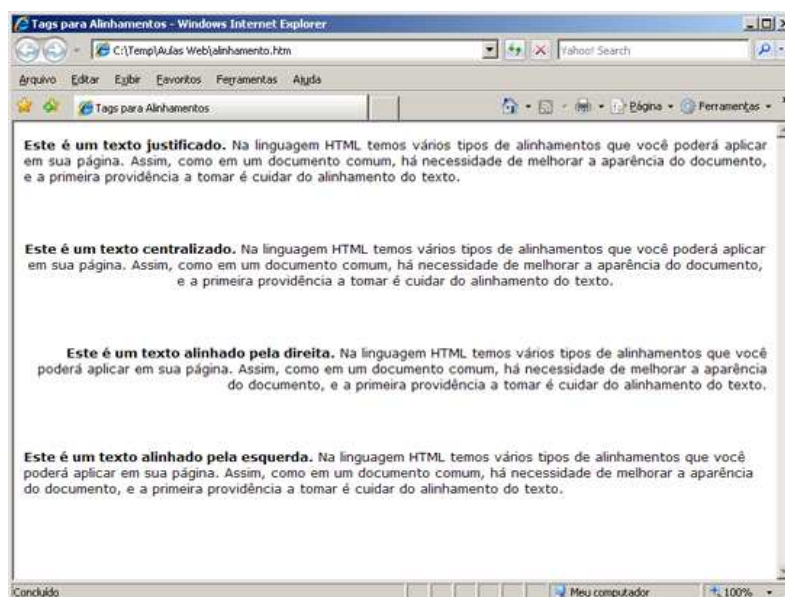 Tags para Alinhamentos - Windows Internet Explorer
C:\Temp\Aulas Web\alinhamento.htm
Yahoo! Search
Arquivo Editar Exibir Favoritos Ferramentas Ajuda
Tags para Alinhamentos
Página
Ferramentas
Este é um texto justificado. Na linguagem HTML temos vários tipos de alinhamentos que você poderá aplicar
em sua página. Assim, como em um documento comum, há necessidade de melhorar a aparência do documento,
e a primeira providência a tomar é cuidar do alinhamento do texto.
Este é um texto centralizado. Na linguagem HTML temos vários tipos de alinhamentos que você poderá aplicar
em sua página. Assim, como em um documento comum, há necessidade de melhorar a aparência do documento,
e a primeira providência a tomar é cuidar do alinhamento do texto.
Este é um texto alinhado pela direita. Na linguagem HTML temos vários tipos de alinhamentos que você
poderá aplicar em sua página. Assim, como em um documento comum, há necessidade de melhorar a aparência
do documento, e a primeira providência a tomar é cuidar do alinhamento do texto.
Este é um texto alinhado pela esquerda. Na linguagem HTML temos vários tipos de alinhamentos que você
poderá aplicar em sua página. Assim, como em um documento comum, há necessidade de melhorar a aparência
do documento, e a primeira providência a tomar é cuidar do alinhamento do texto.
Concluído
Meu computador
100%